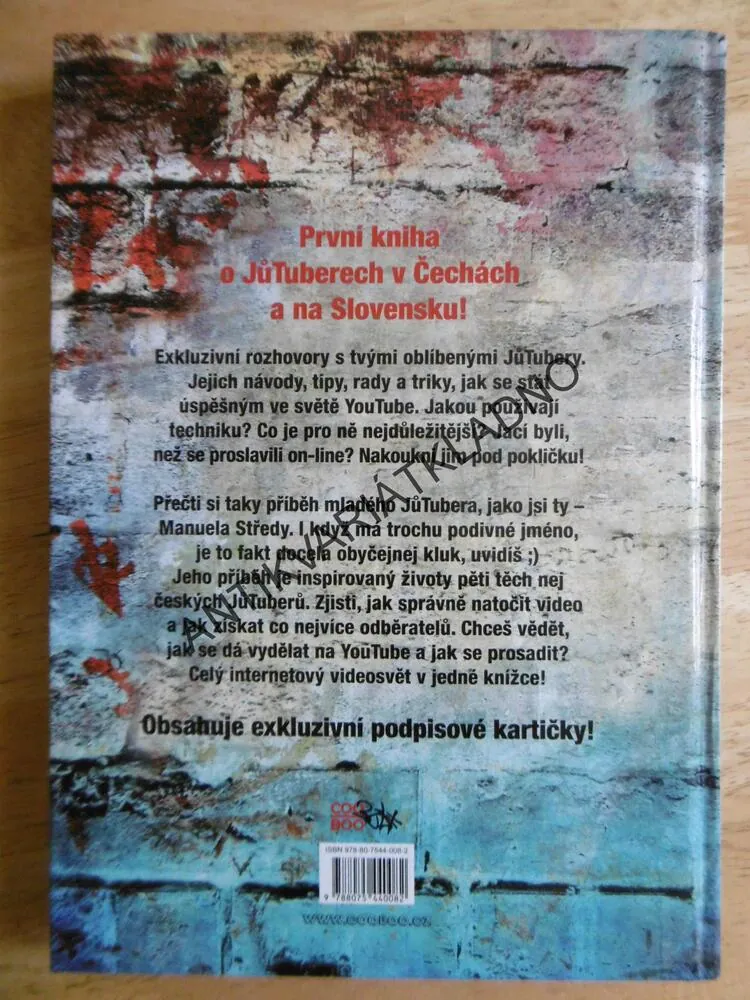 První kniha
o JůTuberech v Čechách
a na Slovensku!
Exkluzivní rozhovory s tvými oblíbenými JůTubery.
Jejich návody, tipy, rady a triky, jak se stát
úspěšným ve světě YouTube. Jakou používají
techniku? Co je pro ně nejdůležitější? Jací byli,
než se proslavili on-line? Nakoukni jim pod pokličku!
Přečti si taky příběh mladého JůTubera, jako jsi ty –
Manuela Středy. I když má trochu podivné jméno,
je to fakt docela obyčejnej kluk, uvidíš ;)
Jeho příběh je inspirovaný životy pěti těch nej
českých JůTuberů. Zjisti, jak správně natočit video
a jak získat co nejvíce odběratelů. Chceš vědět,
jak se dá vydělat na YouTube a jak se prosadit?
Celý internetový videosvět v jedné knížce!
Obsahuje exkluzivní podpisové kartičky!
ANTIKVARIÁTKLADNO
COO
BOO
ISBN 978-80-7544-008-2
9 788075 440082
www.cooboo.cz